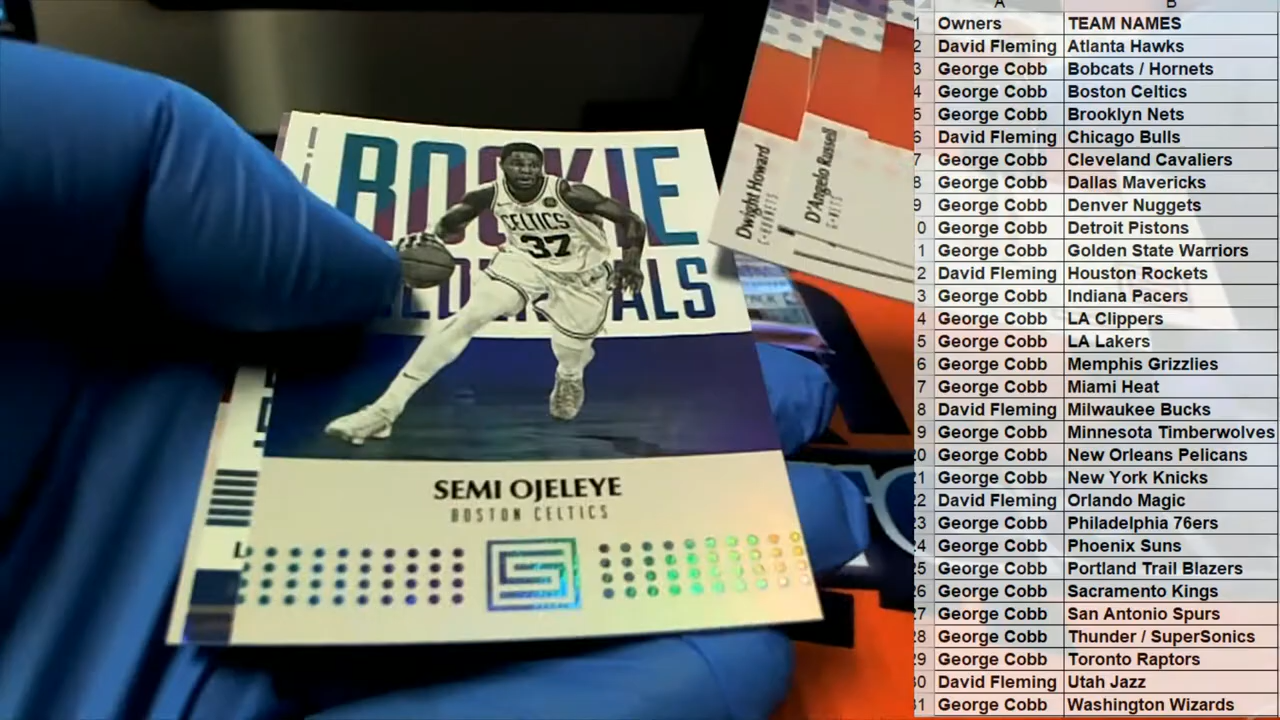 ROOKIE
CELTICS
37
SEMI OJELEYE
BOSTON CELTICS
Dwight Howard
C-HORNETS
D'Angelo Russell
G-NETS
A B
1 Owners TEAM NAMES
2 David Fleming Atlanta Hawks
3 George Cobb Bobcats / Hornets
4 George Cobb Boston Celtics
5 George Cobb Brooklyn Nets
6 David Fleming Chicago Bulls
7 George Cobb Cleveland Cavaliers
8 George Cobb Dallas Mavericks
9 George Cobb Denver Nuggets
0 George Cobb Detroit Pistons
1 George Cobb Golden State Warriors
2 David Fleming Houston Rockets
3 George Cobb Indiana Pacers
4 George Cobb LA Clippers
5 George Cobb LA Lakers
6 George Cobb Memphis Grizzlies
7 George Cobb Miami Heat
8 David Fleming Milwaukee Bucks
9 George Cobb Minnesota Timberwolves
20 George Cobb New Orleans Pelicans
21 George Cobb New York Knicks
22 David Fleming Orlando Magic
23 George Cobb Philadelphia 76ers
24 George Cobb Phoenix Suns
25 George Cobb Portland Trail Blazers
26 George Cobb Sacramento Kings
27 George Cobb San Antonio Spurs
28 George Cobb Thunder / SuperSonics
29 George Cobb Toronto Raptors
30 David Fleming Utah Jazz
31 George Cobb Washington Wizards